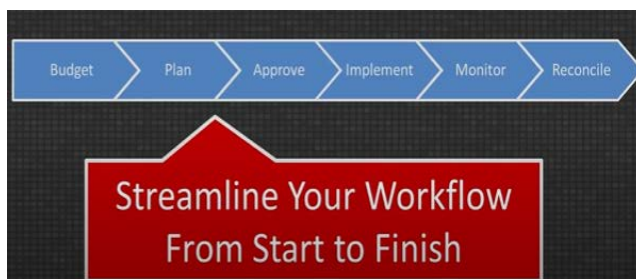 Budget Plan Approve Implement Monitor Reconcile
Streamline Your Workflow
From Start to Finish